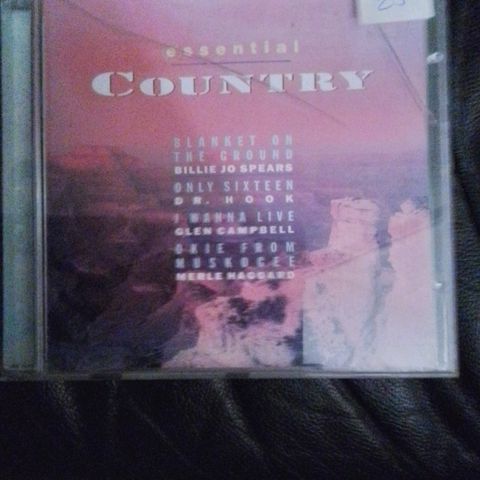 essential
COUNTRY
BLANKET ON
THE GROUND
BILLIE JO SPEARS
ONLY SIXTEEN
DR. HOOK
I WANNA LIVE
GLEN CAMPBELL
OKIE FROM
MUSKOGEE
MERLE HAGGARD